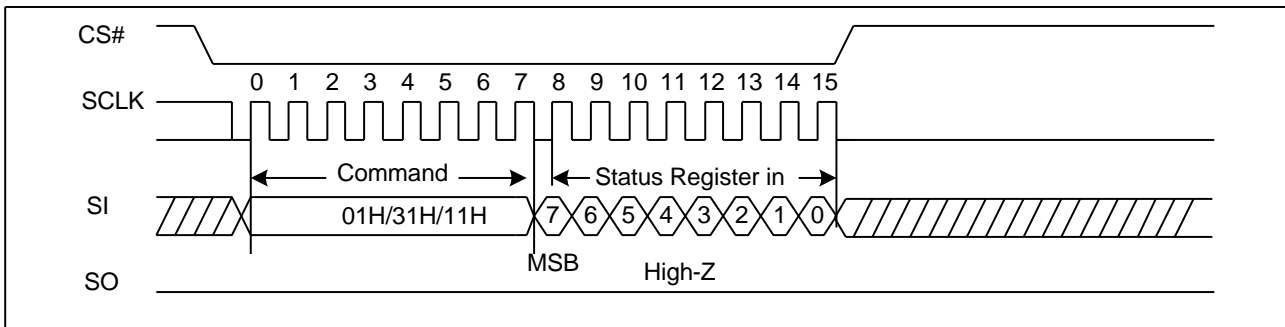 CS#
0 1 2 3 4 5 6 7 8 9 10 11 12 13 14 15
SCLK
Command Status Register in
SI 01H/31H/11H 7 6 5 4 3 2 1 0
MSB High-Z
SO